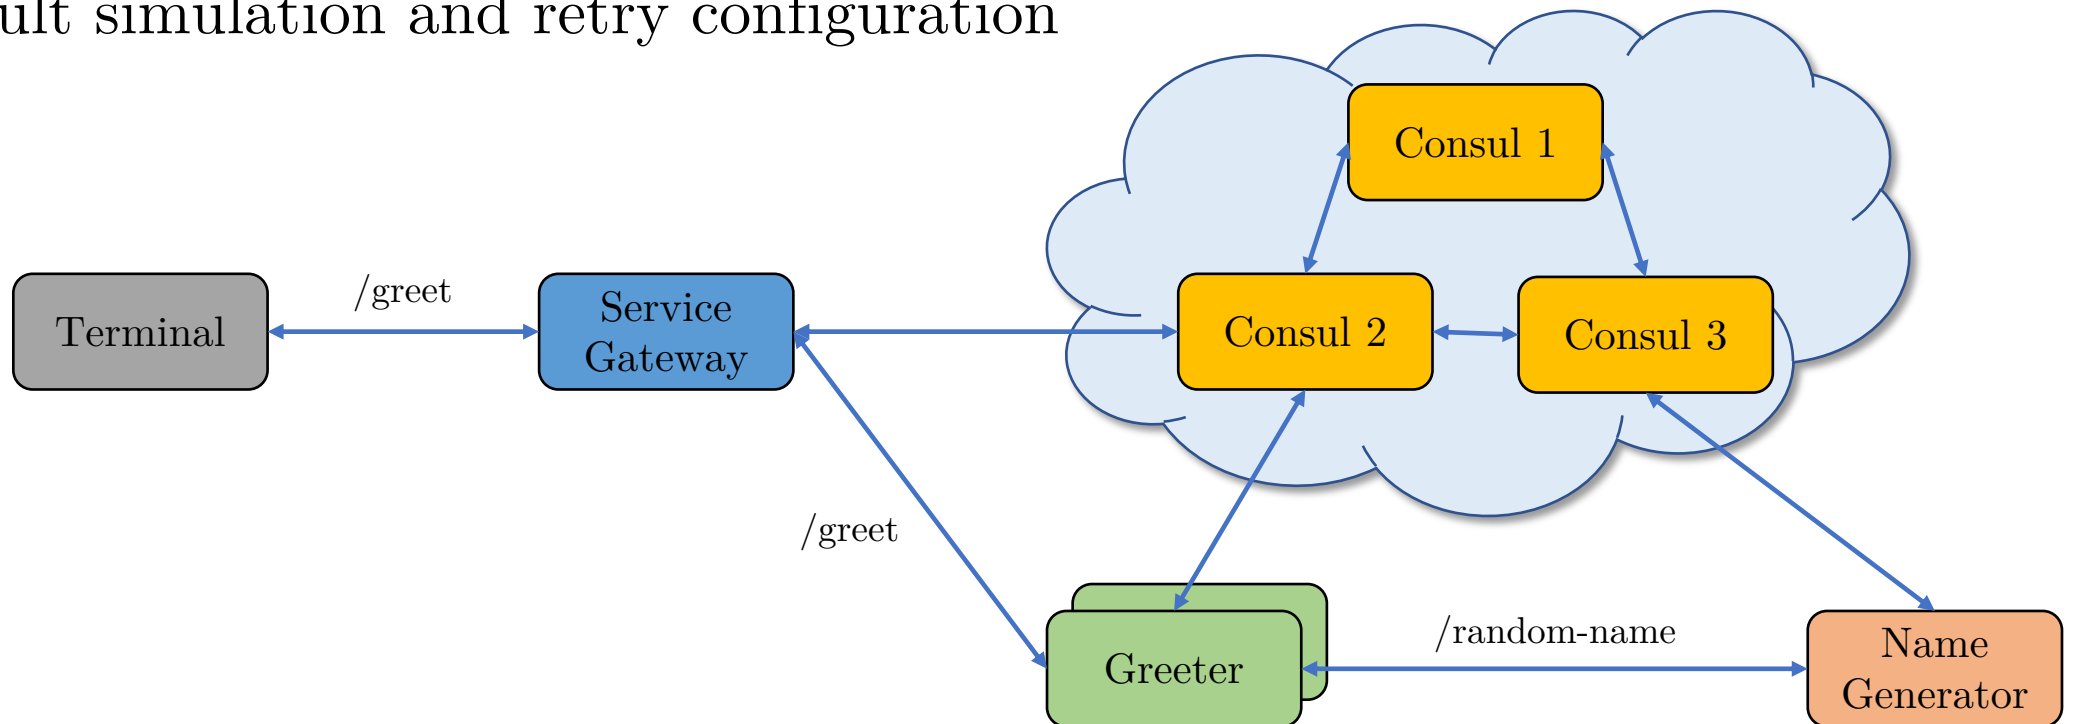 simulation and retry configuration
Consul 1
/greet
Terminal
Service
Gateway
Consul 2
Consul 3
/greet
/random-name
Greeter
Name
Generator